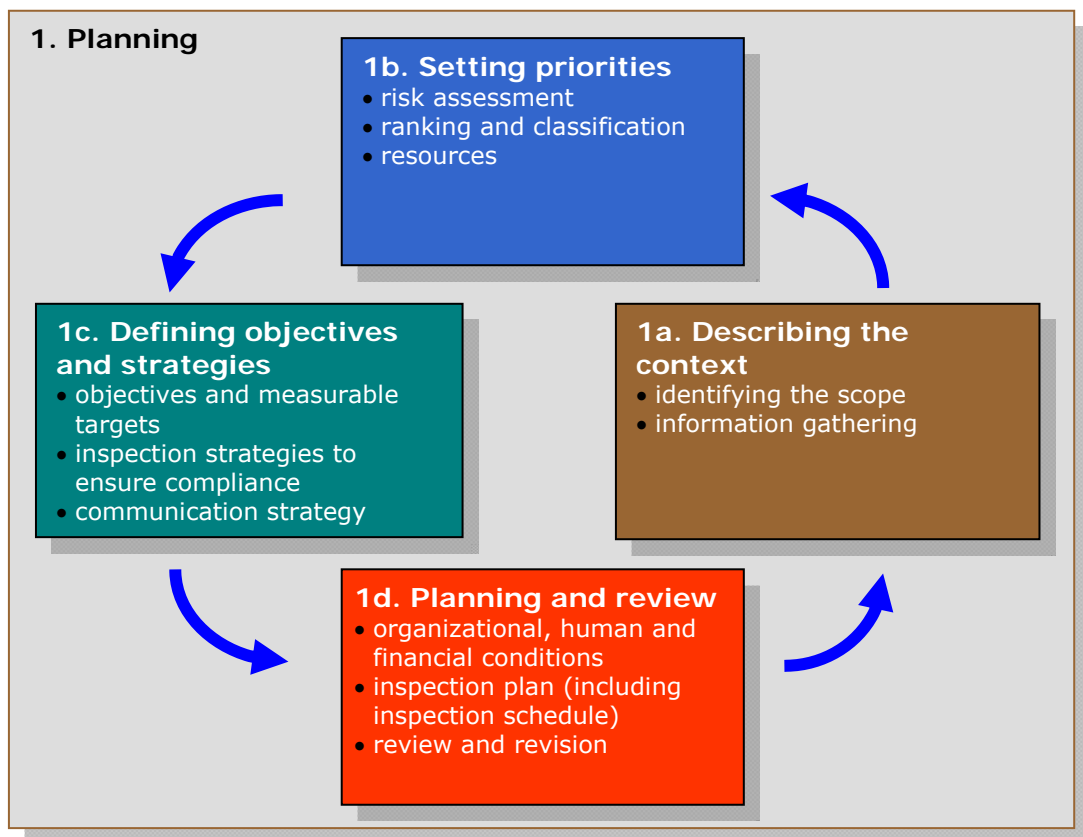 1. Planning
1b. Setting priorities
• risk assessment
• ranking and classification
• resources
1c. Defining objectives
and strategies
• objectives and measurable
targets
• inspection strategies to
ensure compliance
• communication strategy
1a. Describing the
context
• identifying the scope
• information gathering
1d. Planning and review
• organizational, human and
financial conditions
• inspection plan (including
inspection schedule)
• review and revision